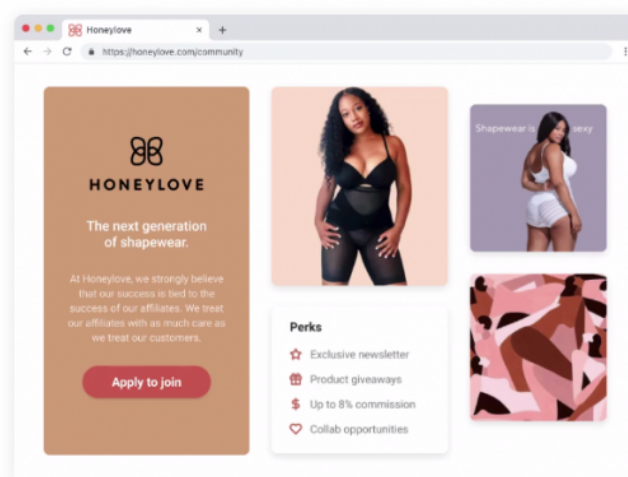 Honeylove
https://honeylove.com/community
HONEYLOVE
The next generation
of shapewear.
At Honeylove, we strongly believe
that our success is tied to the
success of our affiliates. We treat
our affiliates with as much care as
we treat our customers.
Apply to join
Shapewear is sexy
Perks
Exclusive newsletter
Product giveaways
$ Up to 8% commission
Collab opportunities